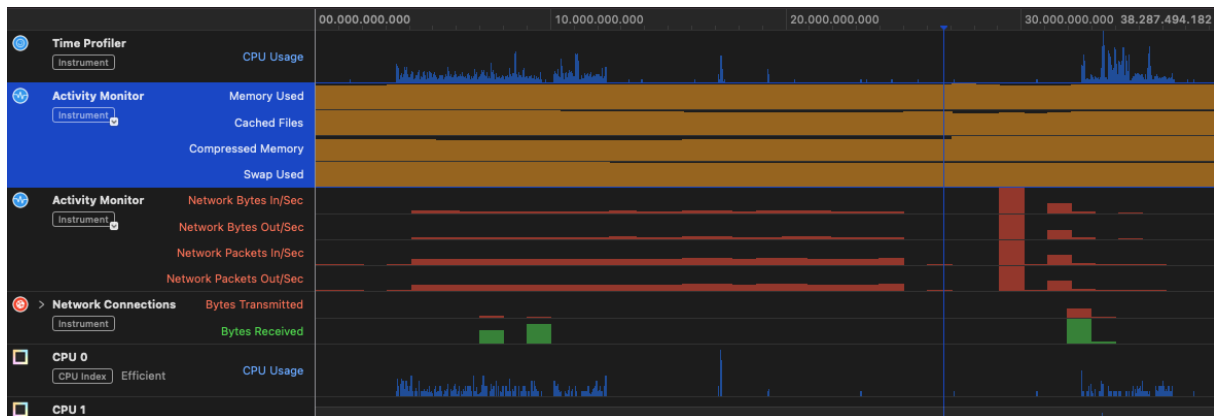 00.000.000.000 10.000.000.000 20.000.000.000 30.000.000.000 38.287.494.182
Time Profiler
Instrument
CPU Usage
Activity Monitor
Instrument
Memory Used
Cached Files
Compressed Memory
Swap Used
Activity Monitor
Instrument
Network Bytes In/Sec
Network Bytes Out/Sec
Network Packets In/Sec
Network Packets Out/Sec
Network Connections
Instrument
Bytes Transmitted
Bytes Received
CPU 0
CPU Index Efficient
CPU Usage
CPU 1